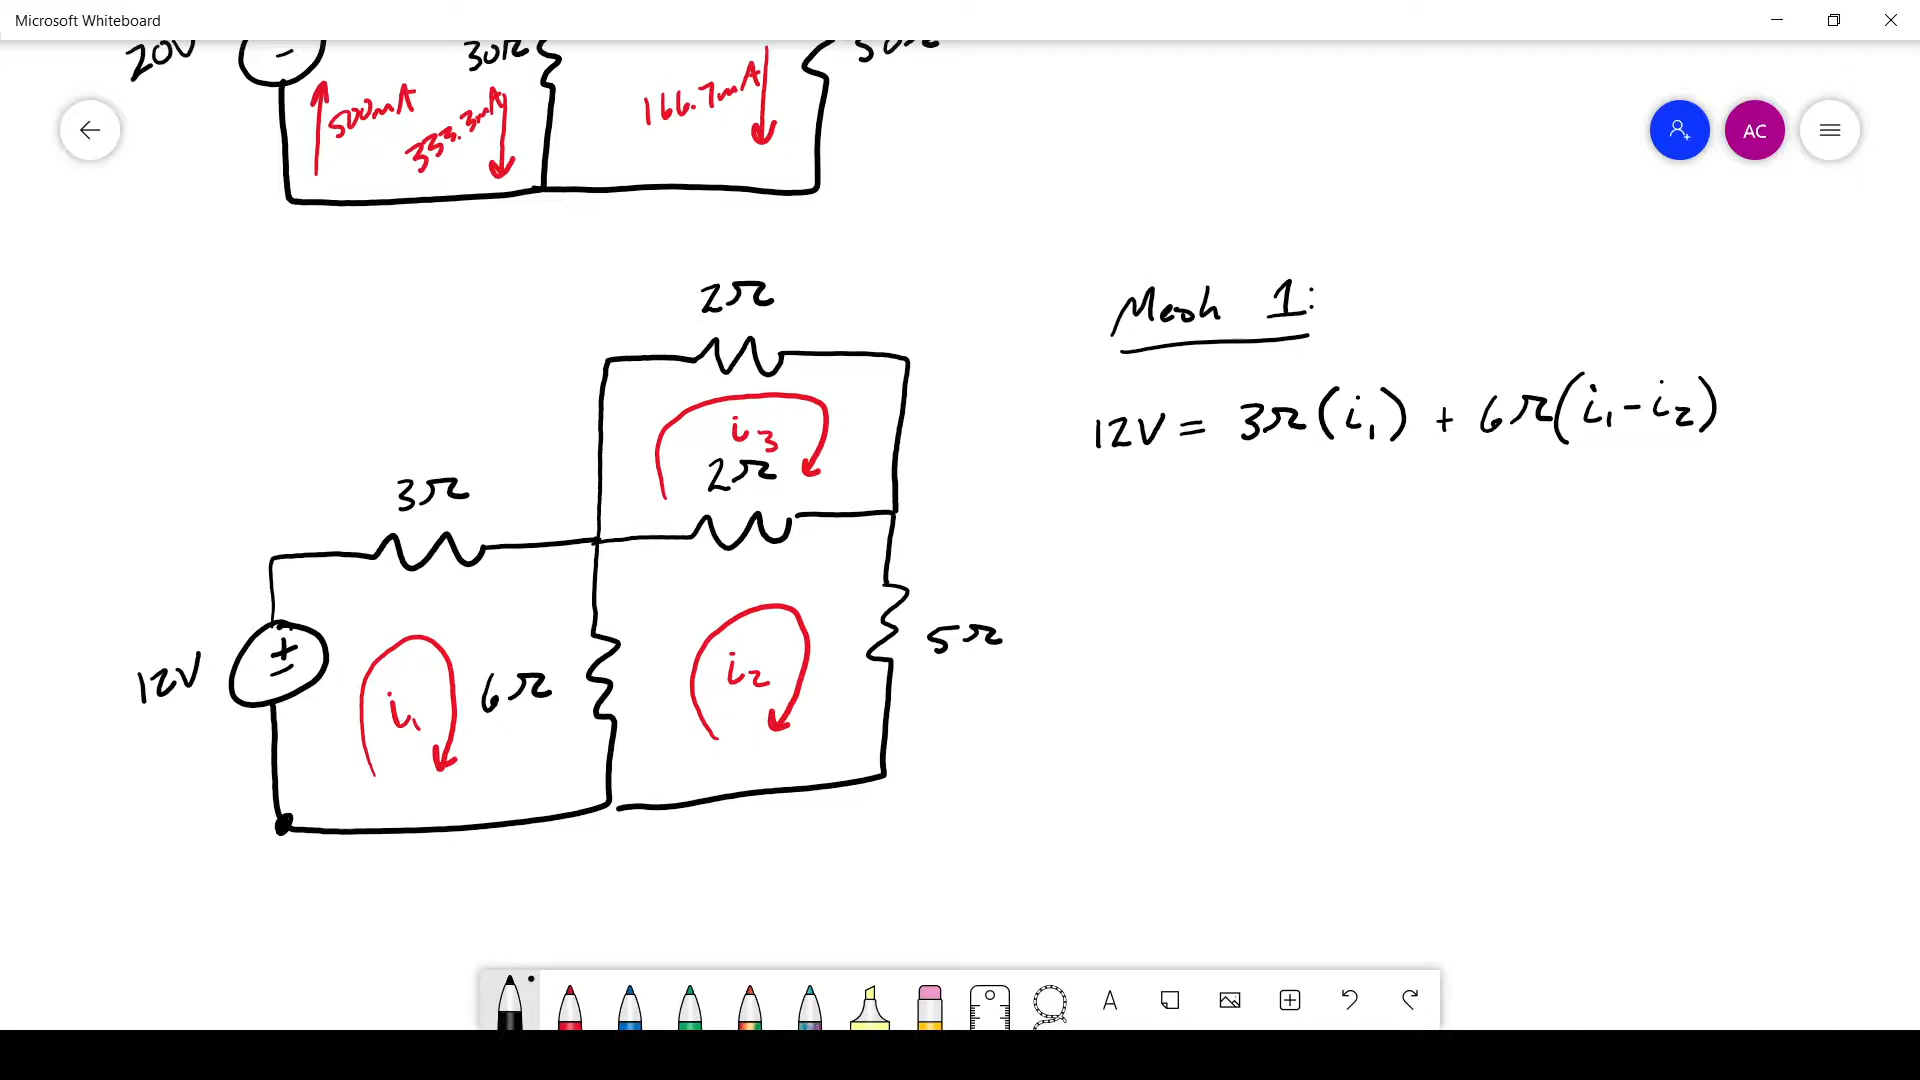 Microsoft Whiteboard
20V
-
30Ω
500mA
333.3mA
166.7mA
AC
2Ω
i₃
2Ω
3Ω
12V
+
-
i₁
6Ω
i₂
5Ω
Mesh 1:
12V = 3Ω(i₁) + 6Ω(i₁-i₂)
A